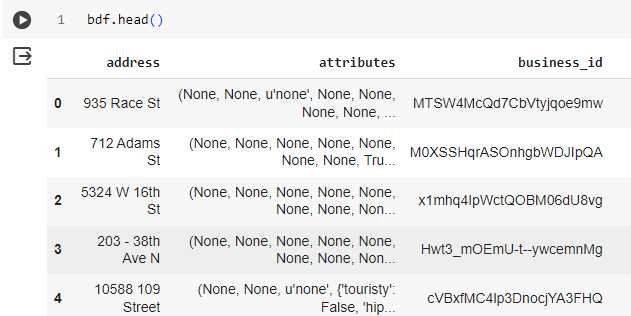 1 bdf.head()
address attributes business_id
0 935 Race St (None, None, u'none', None, None, None, None, ... MTSW4McQd7CbVtyjqoe9mw
1 712 Adams St (None, None, None, None, None, None, None, Tru... M0XSSHqrASOnhgbWDJIpQA
2 5324 W 16th St (None, None, None, None, None, None, None, Non... x1mhq4IpWctQOBM06dU8vg
3 203 - 38th Ave N (None, None, None, None, None, None, None, Non... Hwt3_mOEmU-t--ywcemnMg
4 10588 109 Street (None, None, u'none', {'touristy': False, 'hip... cVBxfMC4lp3DnocjYA3FHQ